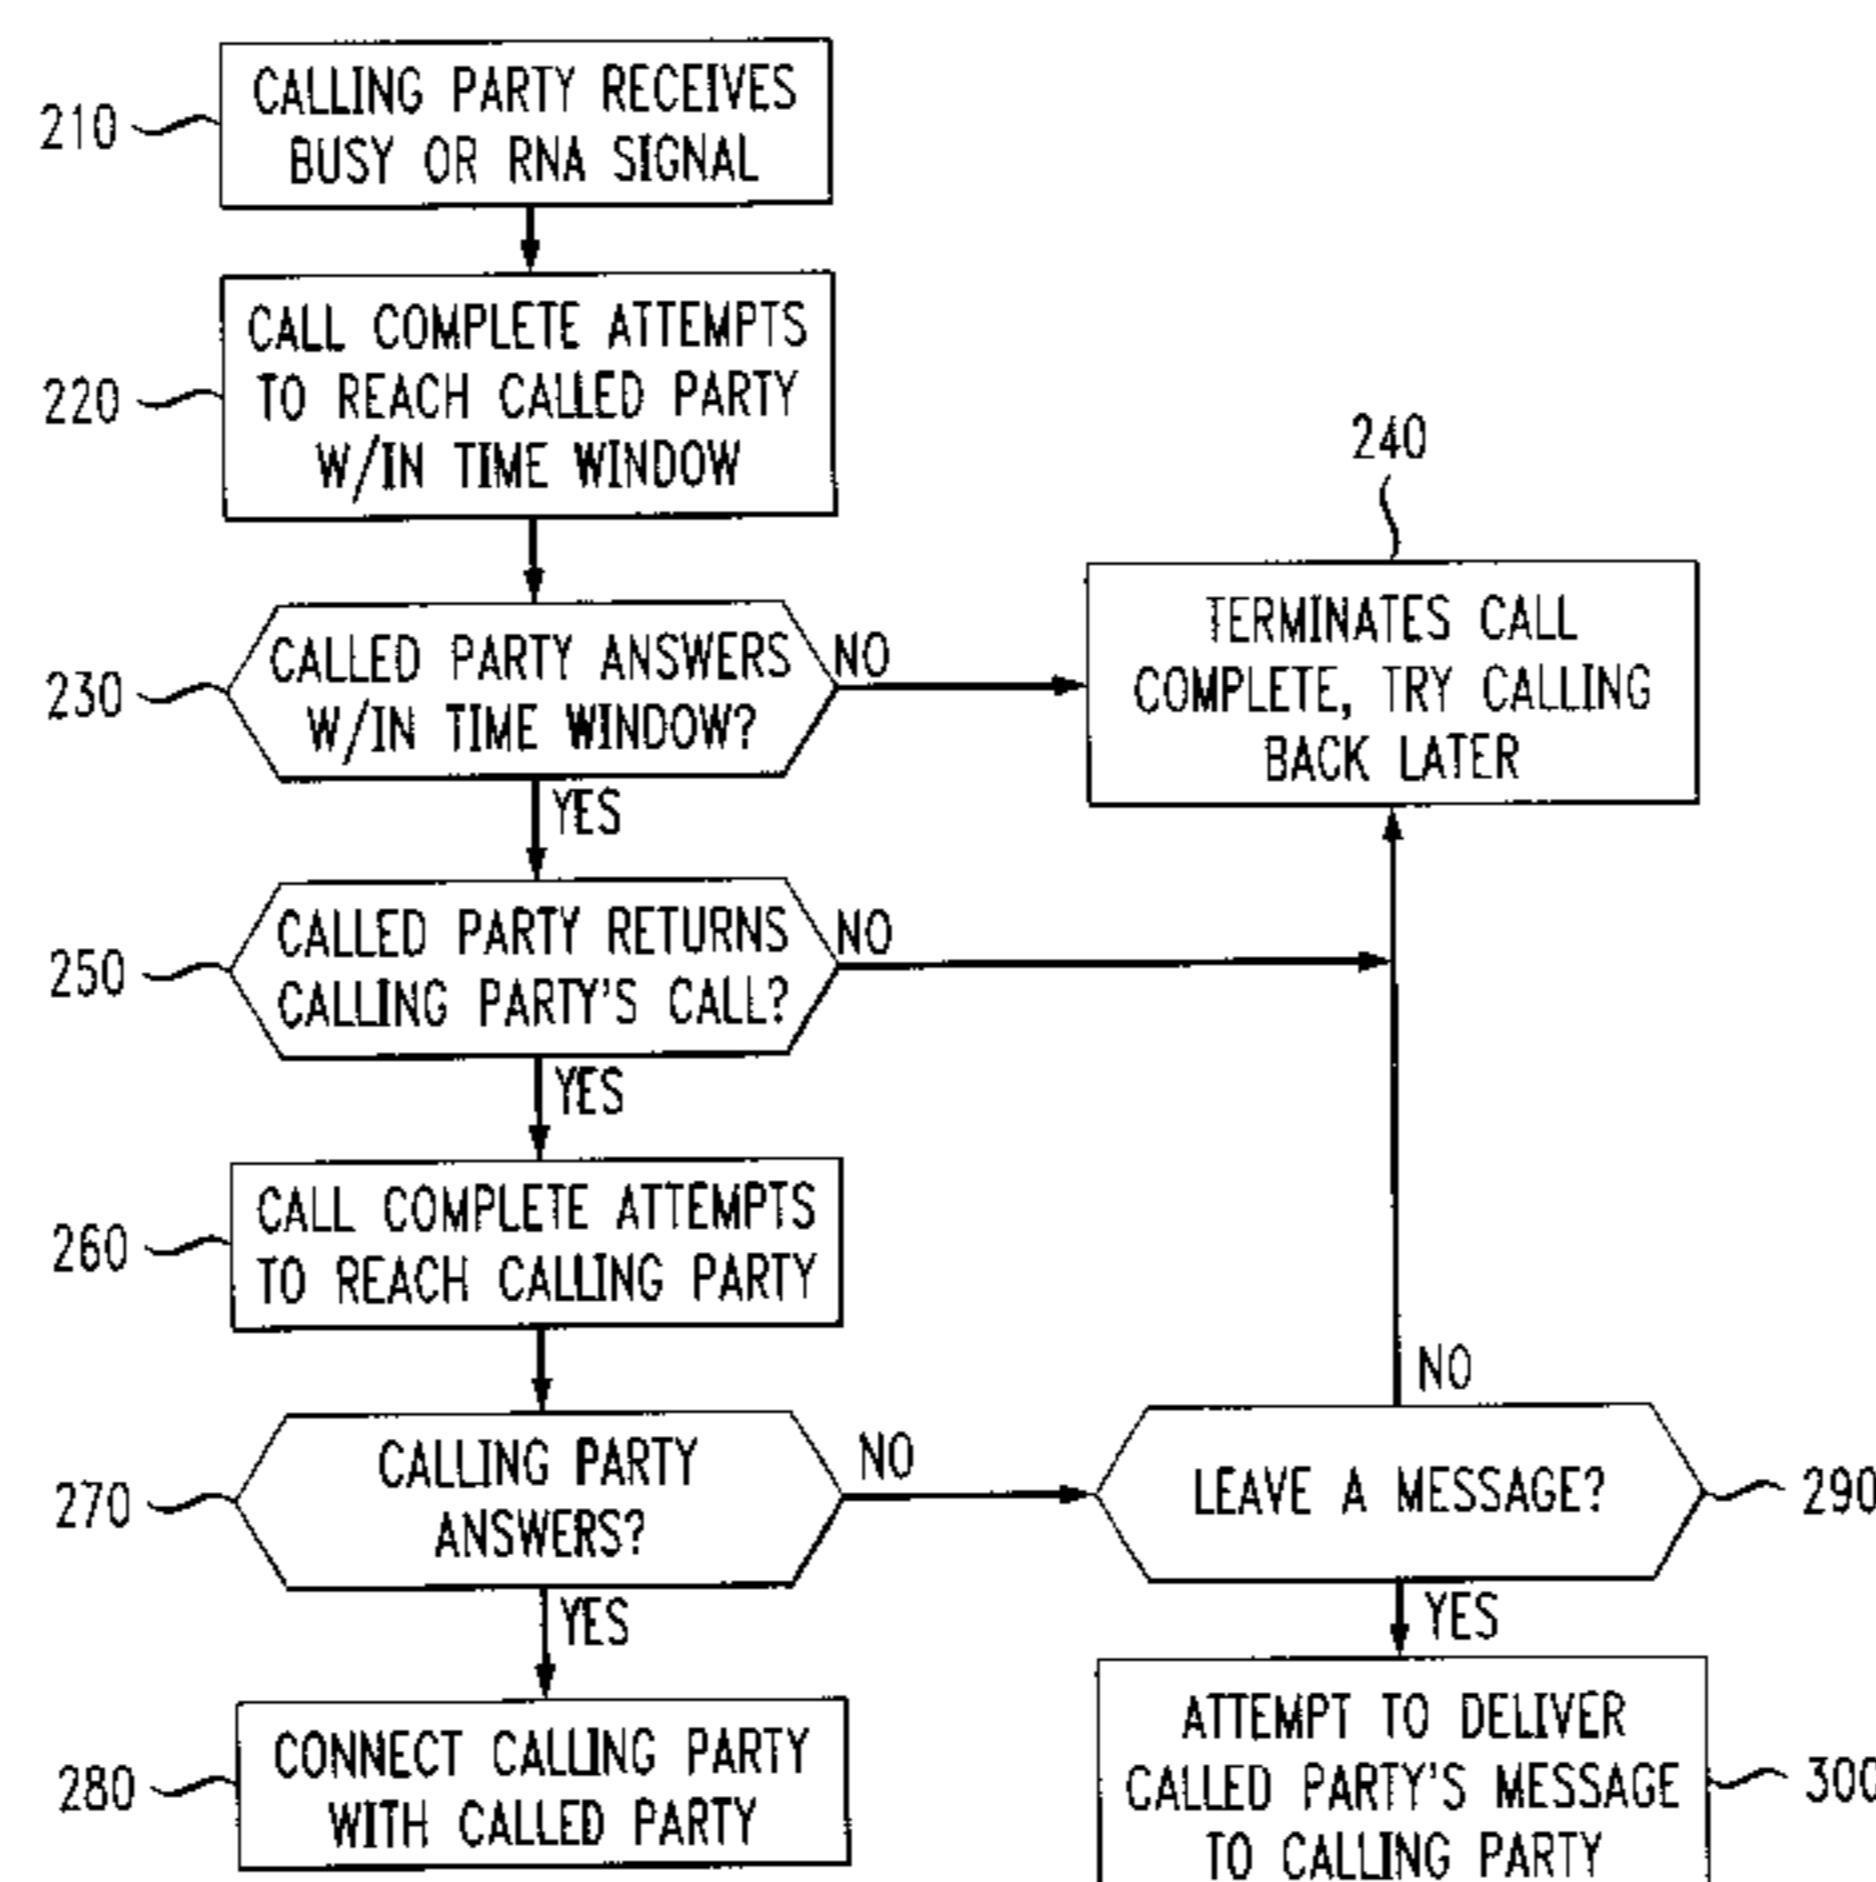 210
CALLING PARTY RECEIVES
BUSY OR RNA SIGNAL
220
CALL COMPLETE ATTEMPTS
TO REACH CALLED PARTY
W/IN TIME WINDOW
230
CALLED PARTY ANSWERS
W/IN TIME WINDOW?
NO
YES
240
TERMINATES CALL
COMPLETE, TRY CALLING
BACK LATER
250
CALLED PARTY RETURNS
CALLING PARTY'S CALL?
NO
YES
260
CALL COMPLETE ATTEMPTS
TO REACH CALLING PARTY
270
CALLING PARTY
ANSWERS?
NO
YES
NO
LEAVE A MESSAGE?
290
YES
280
CONNECT CALLING PARTY
WITH CALLED PARTY
ATTEMPT TO DELIVER
CALLED PARTY'S MESSAGE
TO CALLING PARTY
300